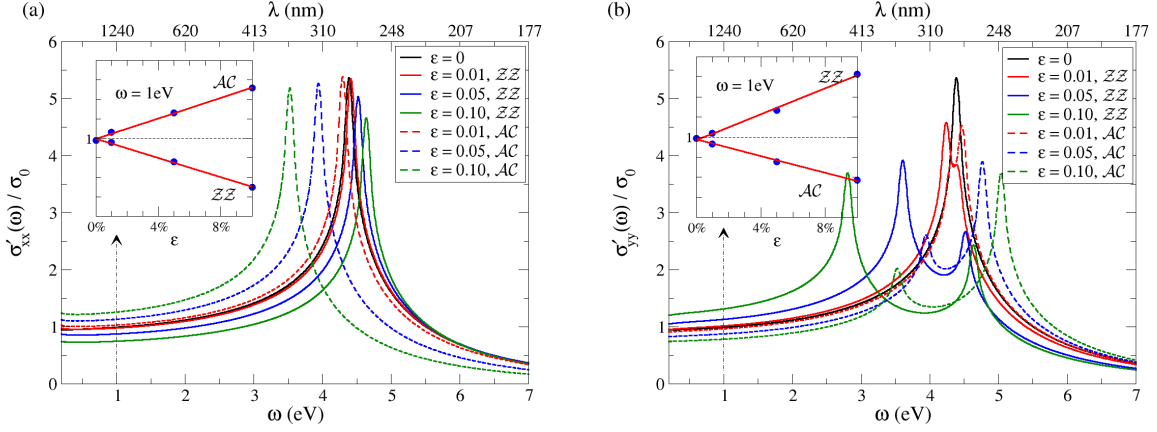 (a)
λ (nm)
1240 620 413 310 248 207 177
6
5
4
3
2
1
0
σ′xx(ω) / σ0
0 1 2 3 4 5 6 7
ω (eV)
ε = 0
ε = 0.01, ZZ
ε = 0.05, ZZ
ε = 0.10, ZZ
ε = 0.01, AC
ε = 0.05, AC
ε = 0.10, AC
AC
ω = 1eV
1
ZZ
0% 4% 8%
ε
(b)
λ (nm)
1240 620 413 310 248 207 177
6
5
4
3
2
1
0
σ′yy(ω) / σ0
0 1 2 3 4 5 6 7
ω (eV)
ε = 0
ε = 0.01, ZZ
ε = 0.05, ZZ
ε = 0.10, ZZ
ε = 0.01, AC
ε = 0.05, AC
ε = 0.10, AC
ZZ
ω = 1eV
1
AC
0% 4% 8%
ε